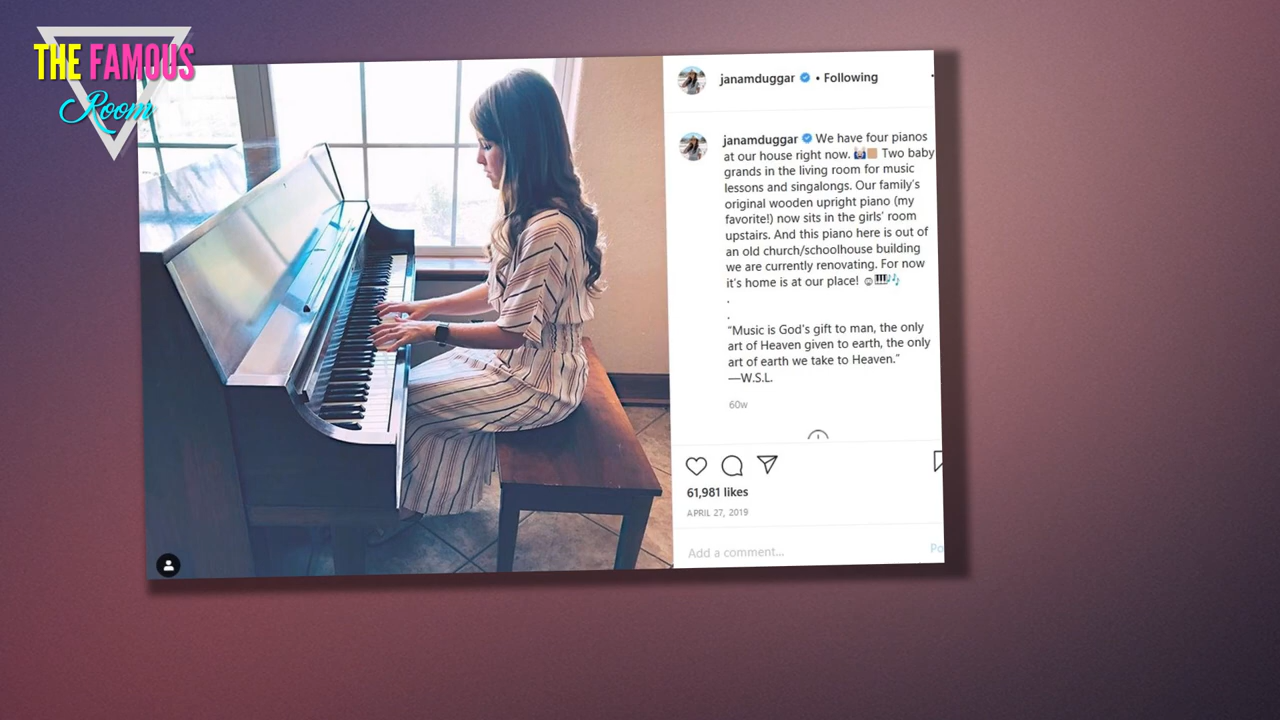 THE FAMOUS
Room
janamduggar • Following
janamduggar We have four pianos
at our house right now. Two baby
grands in the living room for music
lessons and singalongs. Our family's
original wooden upright piano (my
favorite!) now sits in the girls' room
upstairs. And this piano here is out of
an old church/schoolhouse building
we are currently renovating. For now
it's home is at our place! ☺🎹🎶
.
.
"Music is God's gift to man, the only
art of Heaven given to earth, the only
art of earth we take to Heaven."
—W.S.L.
60w
61,981 likes
APRIL 27, 2019
Add a comment...
Po